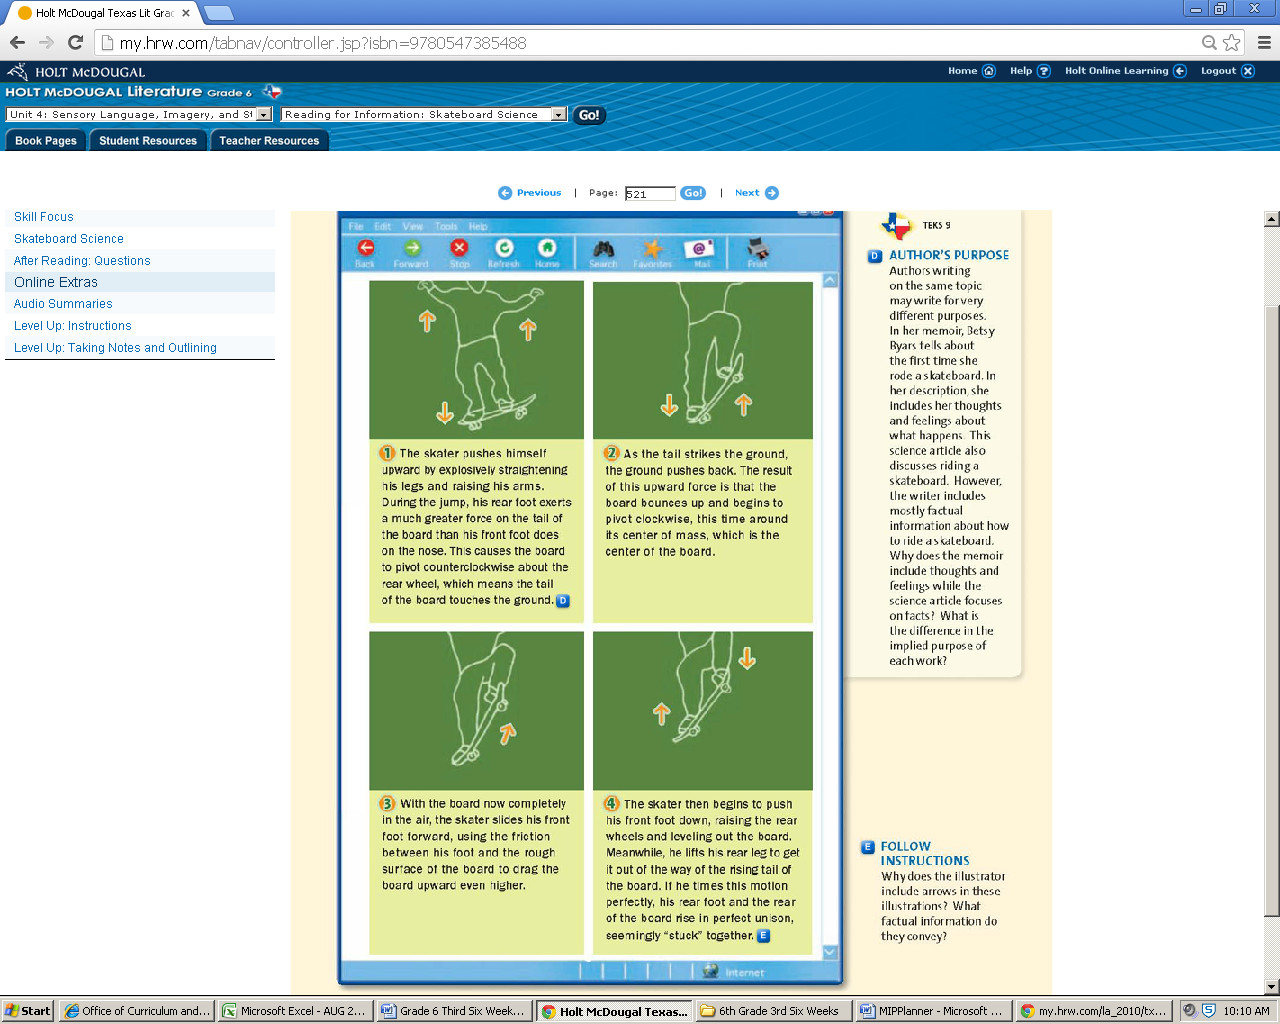 Holt McDougal Texas Lit Grad
my.hrw.com/tabnav/controller.jsp?isbn=9780547385488
HOLT McDOUGAL
Home Help ? Holt Online Learning Logout
HOLT McDOUGAL Literature Grade 6
Unit 4: Sensory Language, Imagery, and St
Reading for Information: Skateboard Science
Go!
Book Pages
Student Resources
Teacher Resources
Previous | Page: 521 Go! | Next
Skill Focus
Skateboard Science
After Reading: Questions
Online Extras
Audio Summaries
Level Up: Instructions
Level Up: Taking Notes and Outlining
File Edit View Tools Help
Back Forward Stop Refresh Home Search Favorites Mail Print
1 The skater pushes himself
upward by explosively straightening
his legs and raising his arms.
During the jump, his rear foot exerts
a much greater force on the tail of
the board than his front foot does
on the nose. This causes the board
to pivot counterclockwise about the
rear wheel, which means the tail
of the board touches the ground. D
2 As the tail strikes the ground,
the ground pushes back. The result
of this upward force is that the
board bounces up and begins to
pivot clockwise, this time around
its center of mass, which is the
center of the board.
3 With the board now completely
in the air, the skater slides his front
foot forward, using the friction
between his foot and the rough
surface of the board to drag the
board upward even higher.
4 The skater then begins to push
his front foot down, raising the rear
wheels and leveling out the board.
Meanwhile, he lifts his rear leg to get
it out of the way of the rising tail of
the board. If he times this motion
perfectly, his rear foot and the rear
of the board rise in perfect unison,
seemingly "stuck" together. E
Internet
TEKS 9
D AUTHOR'S PURPOSE
Authors writing
on the same topic
may write for very
different purposes.
In her memoir, Betsy
Byars tells about
the first time she
rode a skateboard. In
her description, she
includes her thoughts
and feelings about
what happens. This
science article also
discusses riding a
skateboard. However,
the writer includes
mostly factual
information about how
to ride a skateboard.
Why does the memoir
include thoughts and
feelings while the
science article focuses
on facts? What is
the difference in the
implied purpose of
each work?
E FOLLOW
INSTRUCTIONS
Why does the illustrator
include arrows in these
illustrations? What
factual information do
they convey?
Start
Office of Curriculum and...
Microsoft Excel - AUG 2...
Grade 6 Third Six Week...
Holt McDougal Texas...
6th Grade 3rd Six Weeks
MIPPlanner - Microsoft ...
my.hrw.com/la_2010/tx...
10:10 AM